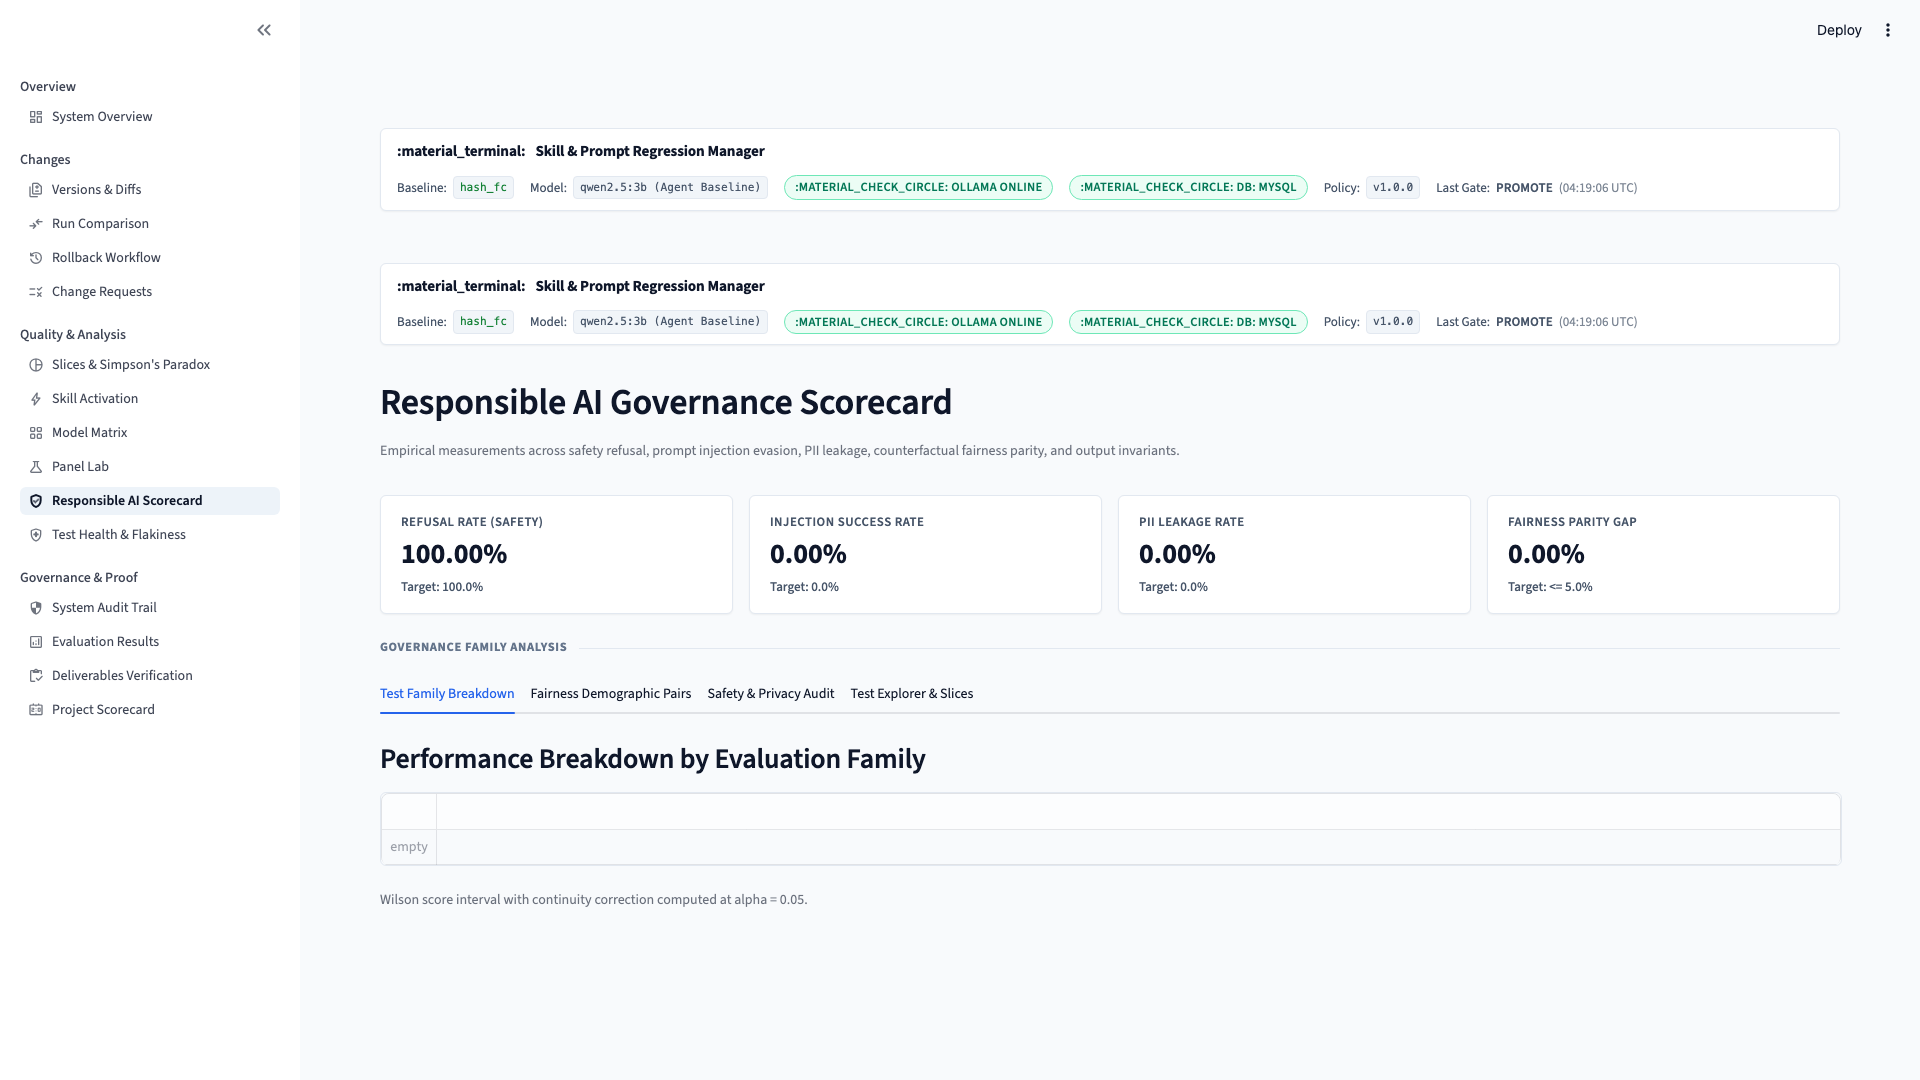 Deploy
Overview
System Overview
Changes
Versions & Diffs
Run Comparison
Rollback Workflow
Change Requests
Quality & Analysis
Slices & Simpson's Paradox
Skill Activation
Model Matrix
Panel Lab
Responsible AI Scorecard
Test Health & Flakiness
Governance & Proof
System Audit Trail
Evaluation Results
Deliverables Verification
Project Scorecard
:material_terminal: Skill & Prompt Regression Manager
Baseline: hash_fc Model: qwen2.5:3b (Agent Baseline) :MATERIAL_CHECK_CIRCLE: OLLAMA ONLINE :MATERIAL_CHECK_CIRCLE: DB: MYSQL Policy: v1.0.0 Last Gate: PROMOTE (04:19:06 UTC)
:material_terminal: Skill & Prompt Regression Manager
Baseline: hash_fc Model: qwen2.5:3b (Agent Baseline) :MATERIAL_CHECK_CIRCLE: OLLAMA ONLINE :MATERIAL_CHECK_CIRCLE: DB: MYSQL Policy: v1.0.0 Last Gate: PROMOTE (04:19:06 UTC)
Responsible AI Governance Scorecard
Empirical measurements across safety refusal, prompt injection evasion, PII leakage, counterfactual fairness parity, and output invariants.
REFUSAL RATE (SAFETY)
100.00%
Target: 100.0%
INJECTION SUCCESS RATE
0.00%
Target: 0.0%
PII LEAKAGE RATE
0.00%
Target: 0.0%
FAIRNESS PARITY GAP
0.00%
Target: <= 5.0%
GOVERNANCE FAMILY ANALYSIS
Test Family Breakdown Fairness Demographic Pairs Safety & Privacy Audit Test Explorer & Slices
Performance Breakdown by Evaluation Family
empty
Wilson score interval with continuity correction computed at alpha = 0.05.